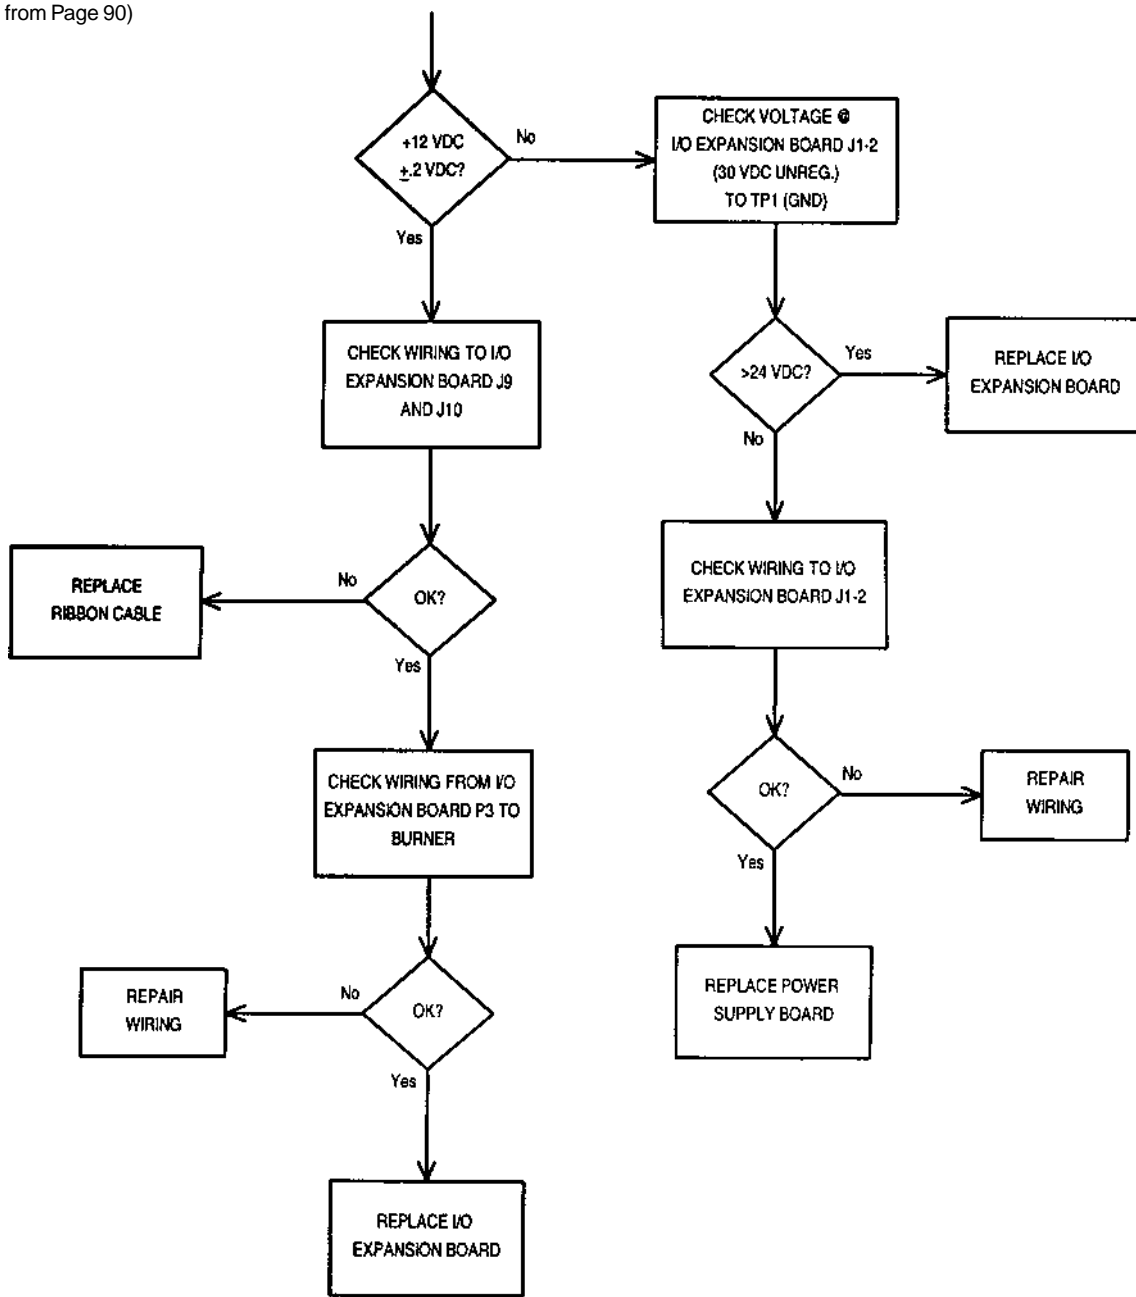 from Page 90)
+12 VDC
±.2 VDC?
No
Yes
CHECK VOLTAGE @
I/O EXPANSION BOARD J1-2
(30 VDC UNREG.)
TO TP1 (GND)
CHECK WIRING TO I/O
EXPANSION BOARD J9
AND J10
>24 VDC?
Yes
No
REPLACE I/O
EXPANSION BOARD
OK?
No
Yes
REPLACE
RIBBON CABLE
CHECK WIRING TO I/O
EXPANSION BOARD J1-2
CHECK WIRING FROM I/O
EXPANSION BOARD P3 TO
BURNER
OK?
No
Yes
REPAIR
WIRING
OK?
No
Yes
REPAIR
WIRING
REPLACE POWER
SUPPLY BOARD
REPLACE I/O
EXPANSION BOARD